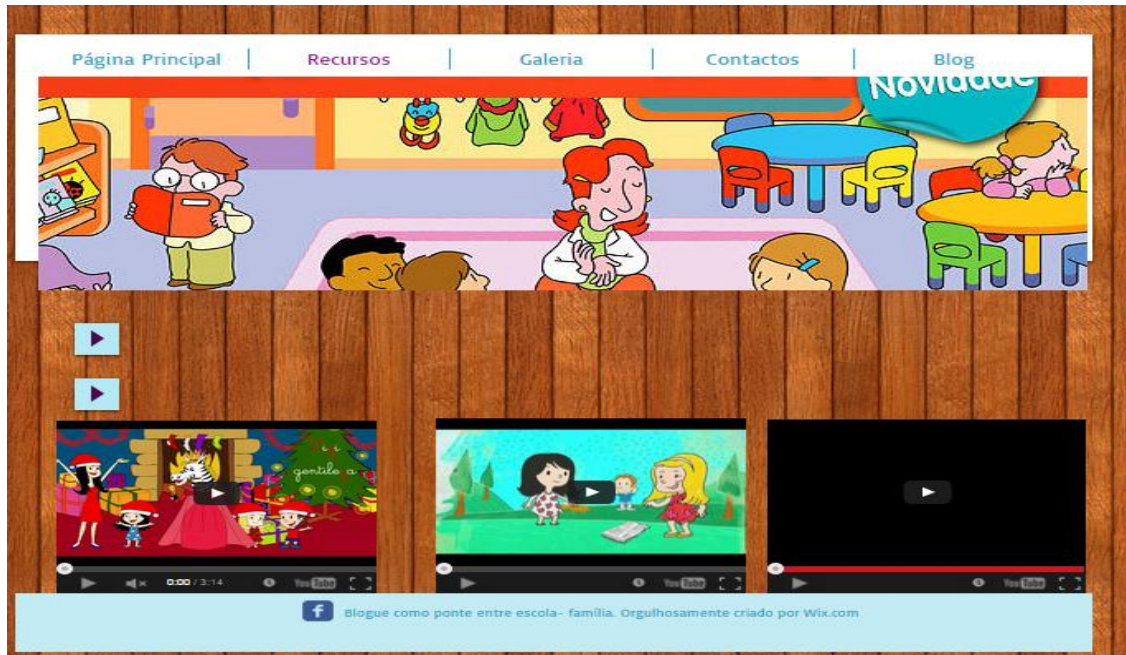 Página Principal
Recursos
Galeria
Contactos
Blog
Novidade
gentile a
0:00 / 3:14
YouTube
YouTube
YouTube
f Blogue como ponte entre escola- família. Orgulhosamente criado por Wix.com